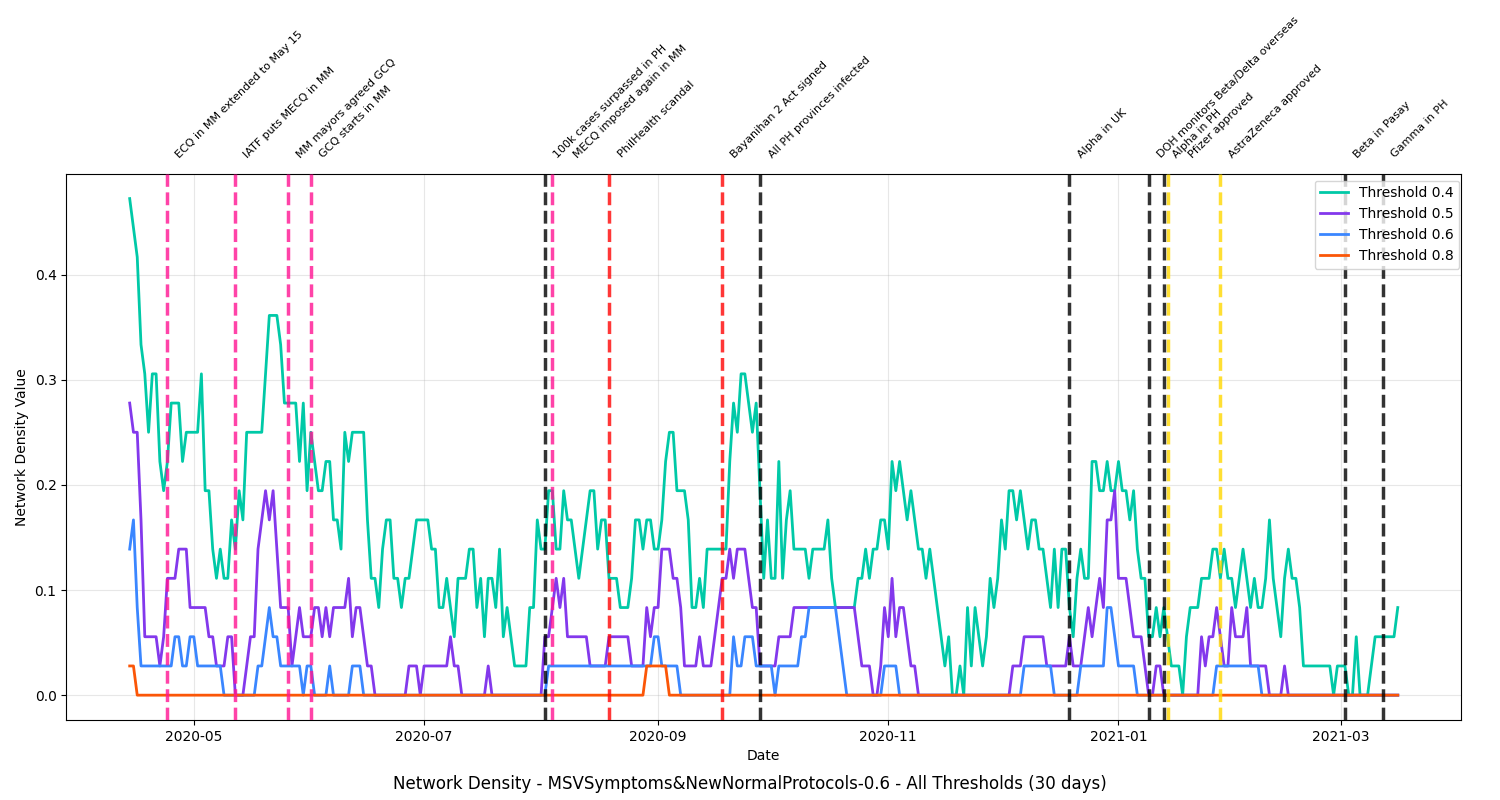 ECQ in MM extended to May 15
IATF puts MECQ in MM
MM mayors agreed GCQ
GCQ starts in MM
100k cases surpassed in PH
MECQ imposed again in MM
PhilHealth scandal
Bayanihan 2 Act signed
All PH provinces infected
Alpha in UK
DOH monitors Beta/Delta overseas
Alpha in PH
Pfizer approved
AstraZeneca approved
Beta in Pasay
Gamma in PH
Threshold 0.4
Threshold 0.5
Threshold 0.6
Threshold 0.8
Network Density Value
0.4
0.3
0.2
0.1
0.0
2020-05
2020-07
2020-09
2020-11
2021-01
2021-03
Date
Network Density - MSVSymptoms&NewNormalProtocols-0.6 - All Thresholds (30 days)